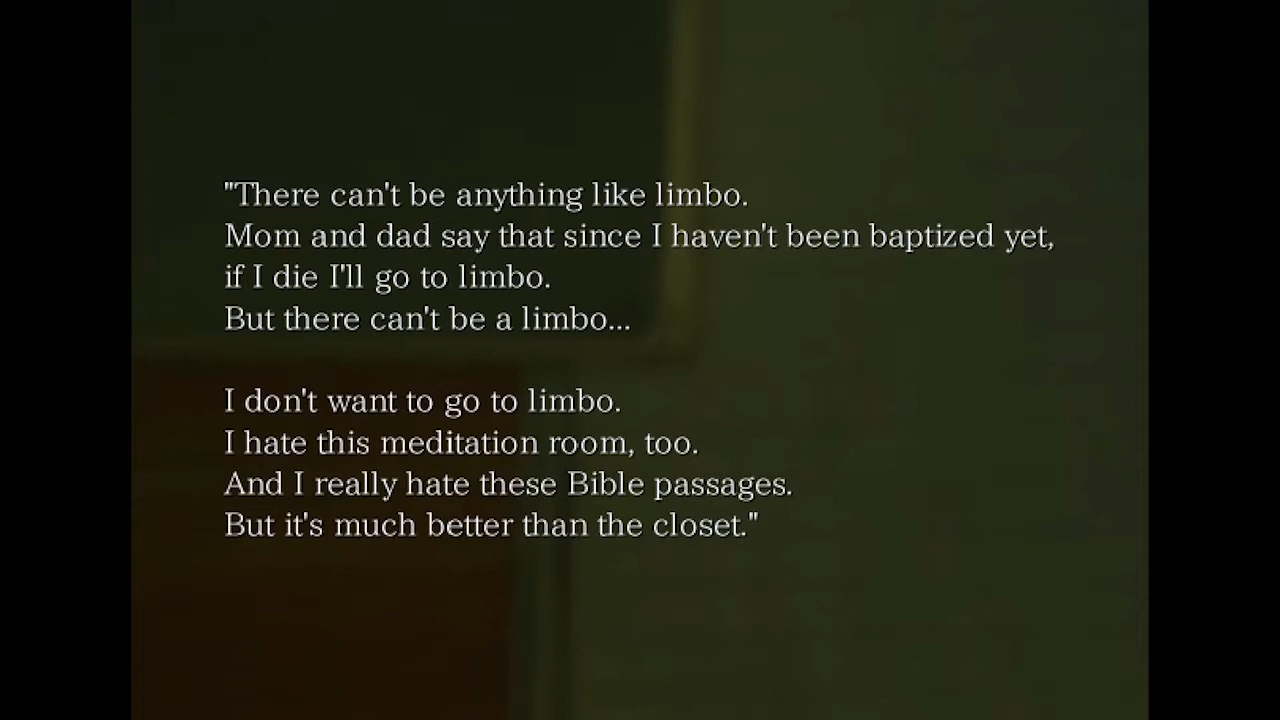 "There can't be anything like limbo.
Mom and dad say that since I haven't been baptized yet,
if I die I'll go to limbo.
But there can't be a limbo...
I don't want to go to limbo.
I hate this meditation room, too.
And I really hate these Bible passages.
But it's much better than the closet."